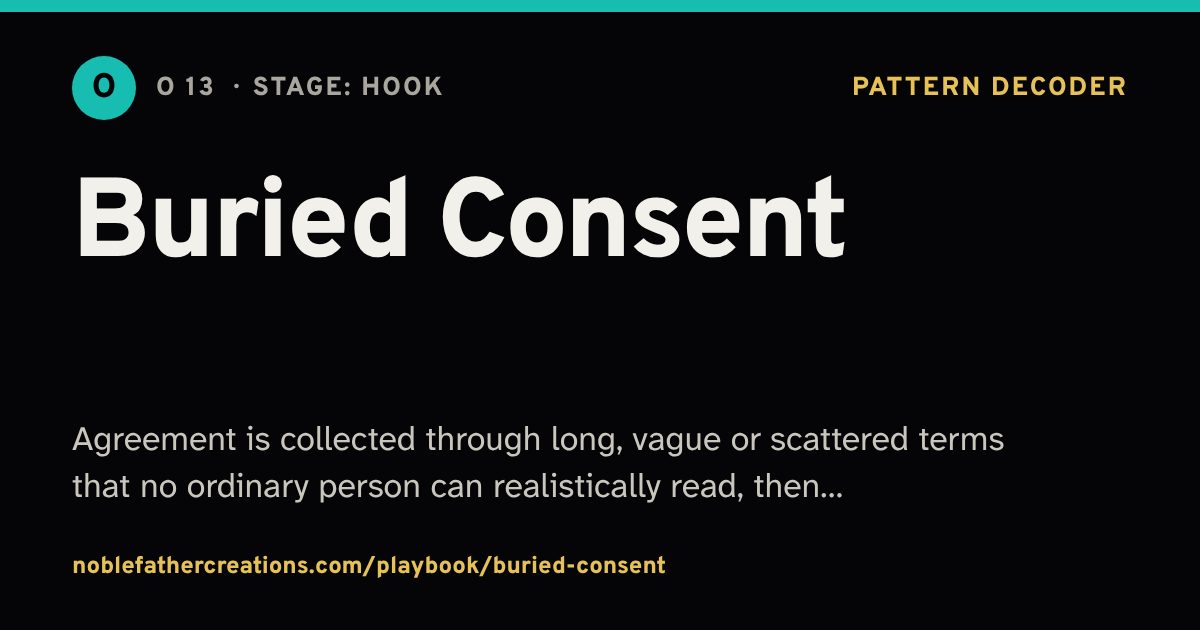 O
O 13 · STAGE: HOOK
PATTERN DECODER
Buried Consent
Agreement is collected through long, vague or scattered terms
that no ordinary person can realistically read, then...
noblefathercreations.com/playbook/buried-consent